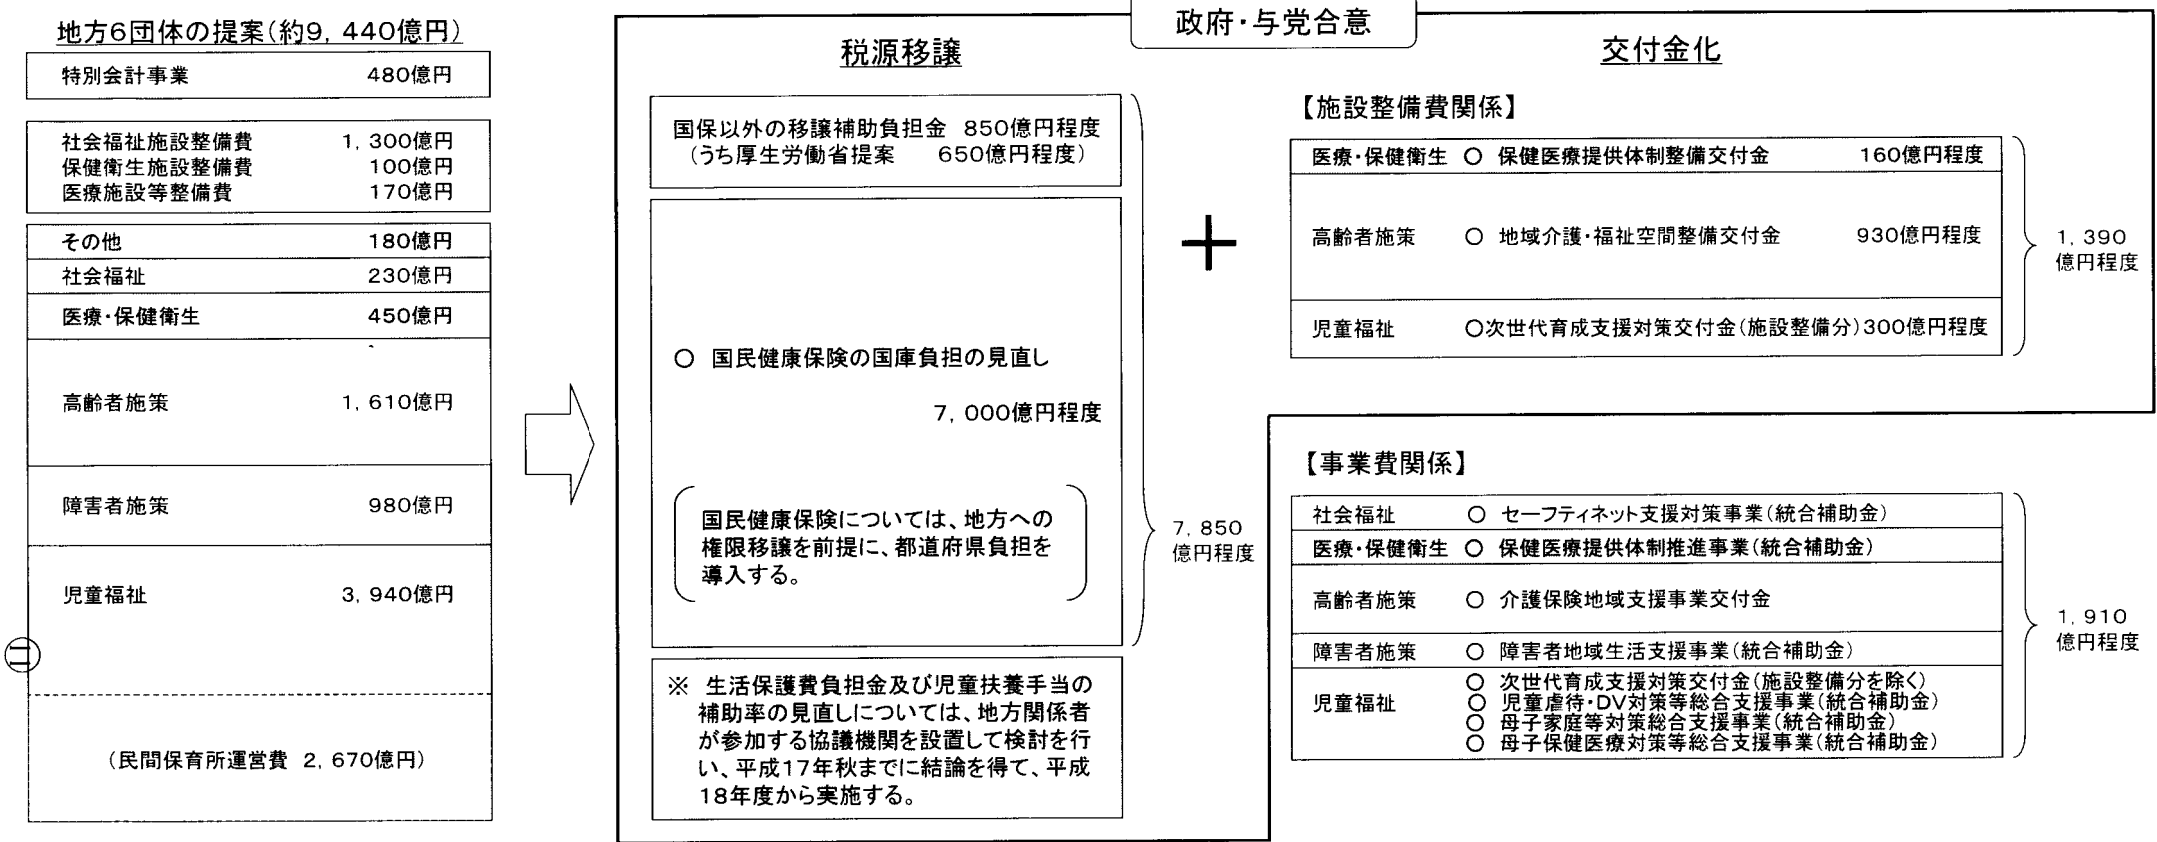 地方6団体の提案(約9,440億円)
特別会計事業 480億円
社会福祉施設整備費 1,300億円
保健衛生施設整備費 100億円
医療施設等整備費 170億円
その他 180億円
社会福祉 230億円
医療・保健衛生 450億円
高齢者施策 1,610億円
障害者施策 980億円
児童福祉 3,940億円
(民間保育所運営費 2,670億円)
11
政府・与党合意
税源移譲
国保以外の移譲補助負担金 850億円程度
(うち厚生労働省提案 650億円程度)
○ 国民健康保険の国庫負担の見直し
7,000億円程度
国民健康保険については、地方への
権限移譲を前提に、都道府県負担を
導入する。
7,850
億円程度
※ 生活保護費負担金及び児童扶養手当の
補助率の見直しについては、地方関係者
が参加する協議機関を設置して検討を行
い、平成17年秋までに結論を得て、平成
18年度から実施する。
+
交付金化
【施設整備費関係】
医療・保健衛生 ○ 保健医療提供体制整備交付金 160億円程度
高齢者施策 ○ 地域介護・福祉空間整備交付金 930億円程度
児童福祉 ○次世代育成支援対策交付金(施設整備分)300億円程度
1,390
億円程度
【事業費関係】
社会福祉 ○ セーフティネット支援対策事業(統合補助金)
医療・保健衛生 ○ 保健医療提供体制推進事業(統合補助金)
高齢者施策 ○ 介護保険地域支援事業交付金
障害者施策 ○ 障害者地域生活支援事業(統合補助金)
児童福祉 ○ 次世代育成支援対策交付金(施設整備分を除く)
○ 児童虐待・DV対策等総合支援事業(統合補助金)
○ 母子家庭等対策総合支援事業(統合補助金)
○ 母子保健医療対策等総合支援事業(統合補助金)
1,910
億円程度